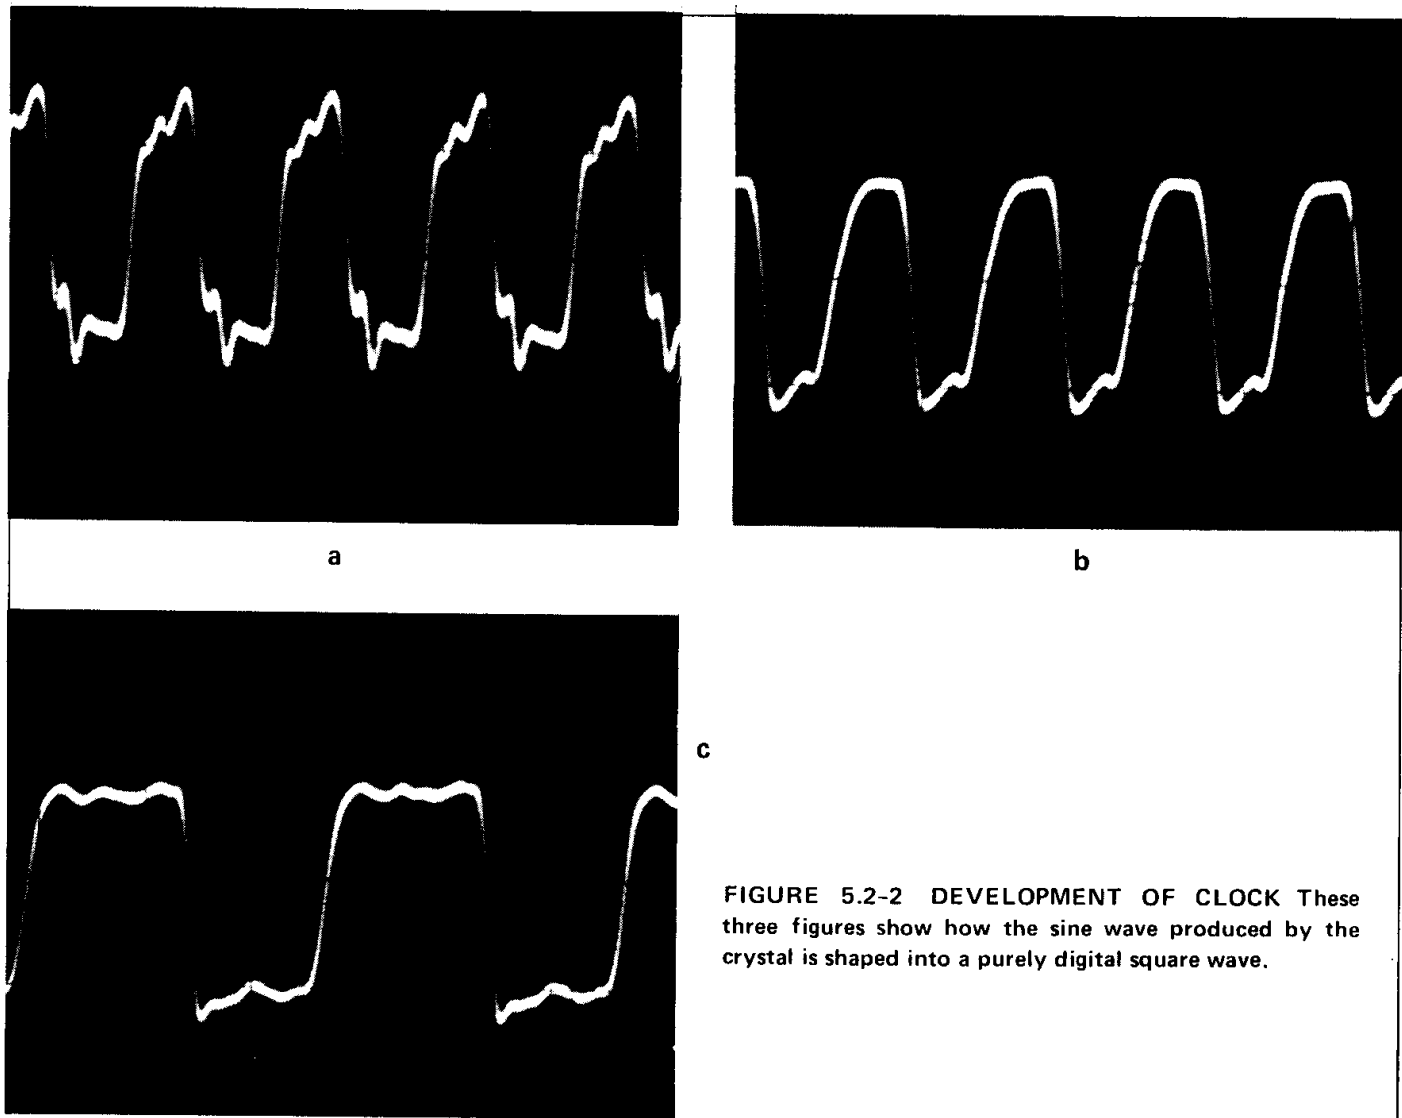 a
b
c
FIGURE 5.2-2 DEVELOPMENT OF CLOCK These
three figures show how the sine wave produced by the
crystal is shaped into a purely digital square wave.